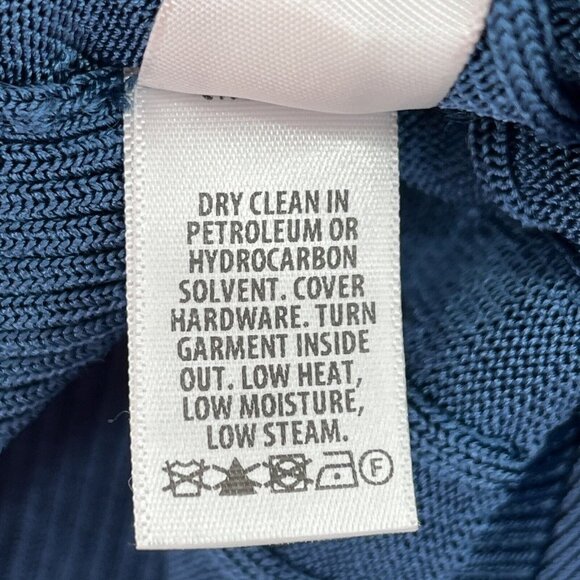 DRY CLEAN IN
PETROLEUM OR
HYDROCARBON
SOLVENT. COVER
HARDWARE. TURN
GARMENT INSIDE
OUT. LOW HEAT,
LOW MOISTURE,
LOW STEAM.
F